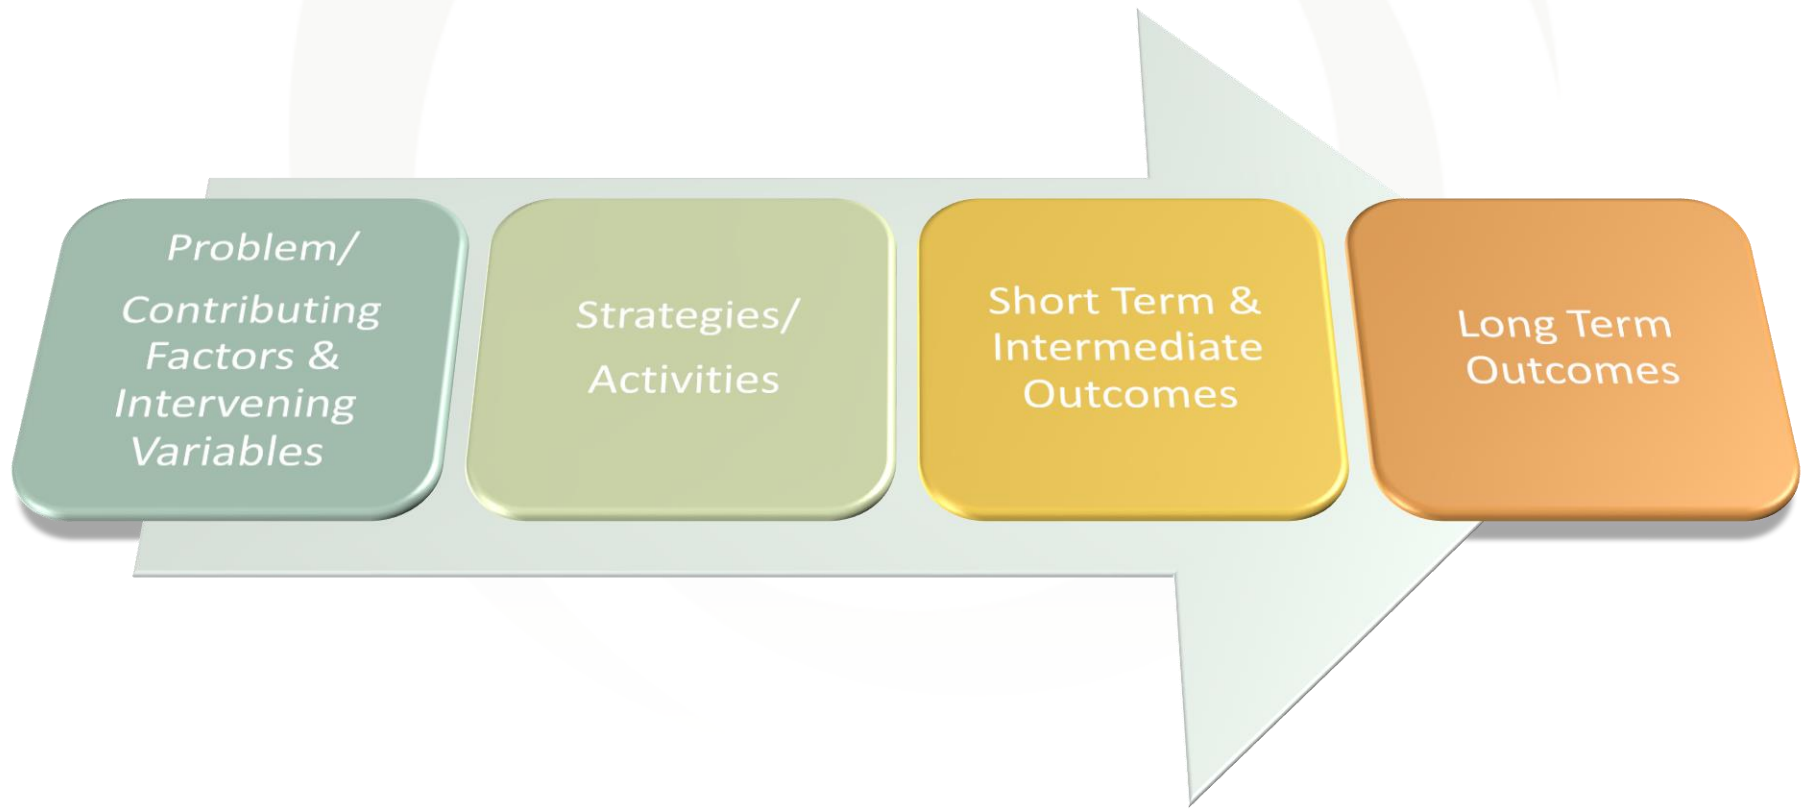 Problem/
Contributing
Factors &
Intervening
Variables
Strategies/
Activities
Short Term &
Intermediate
Outcomes
Long Term
Outcomes